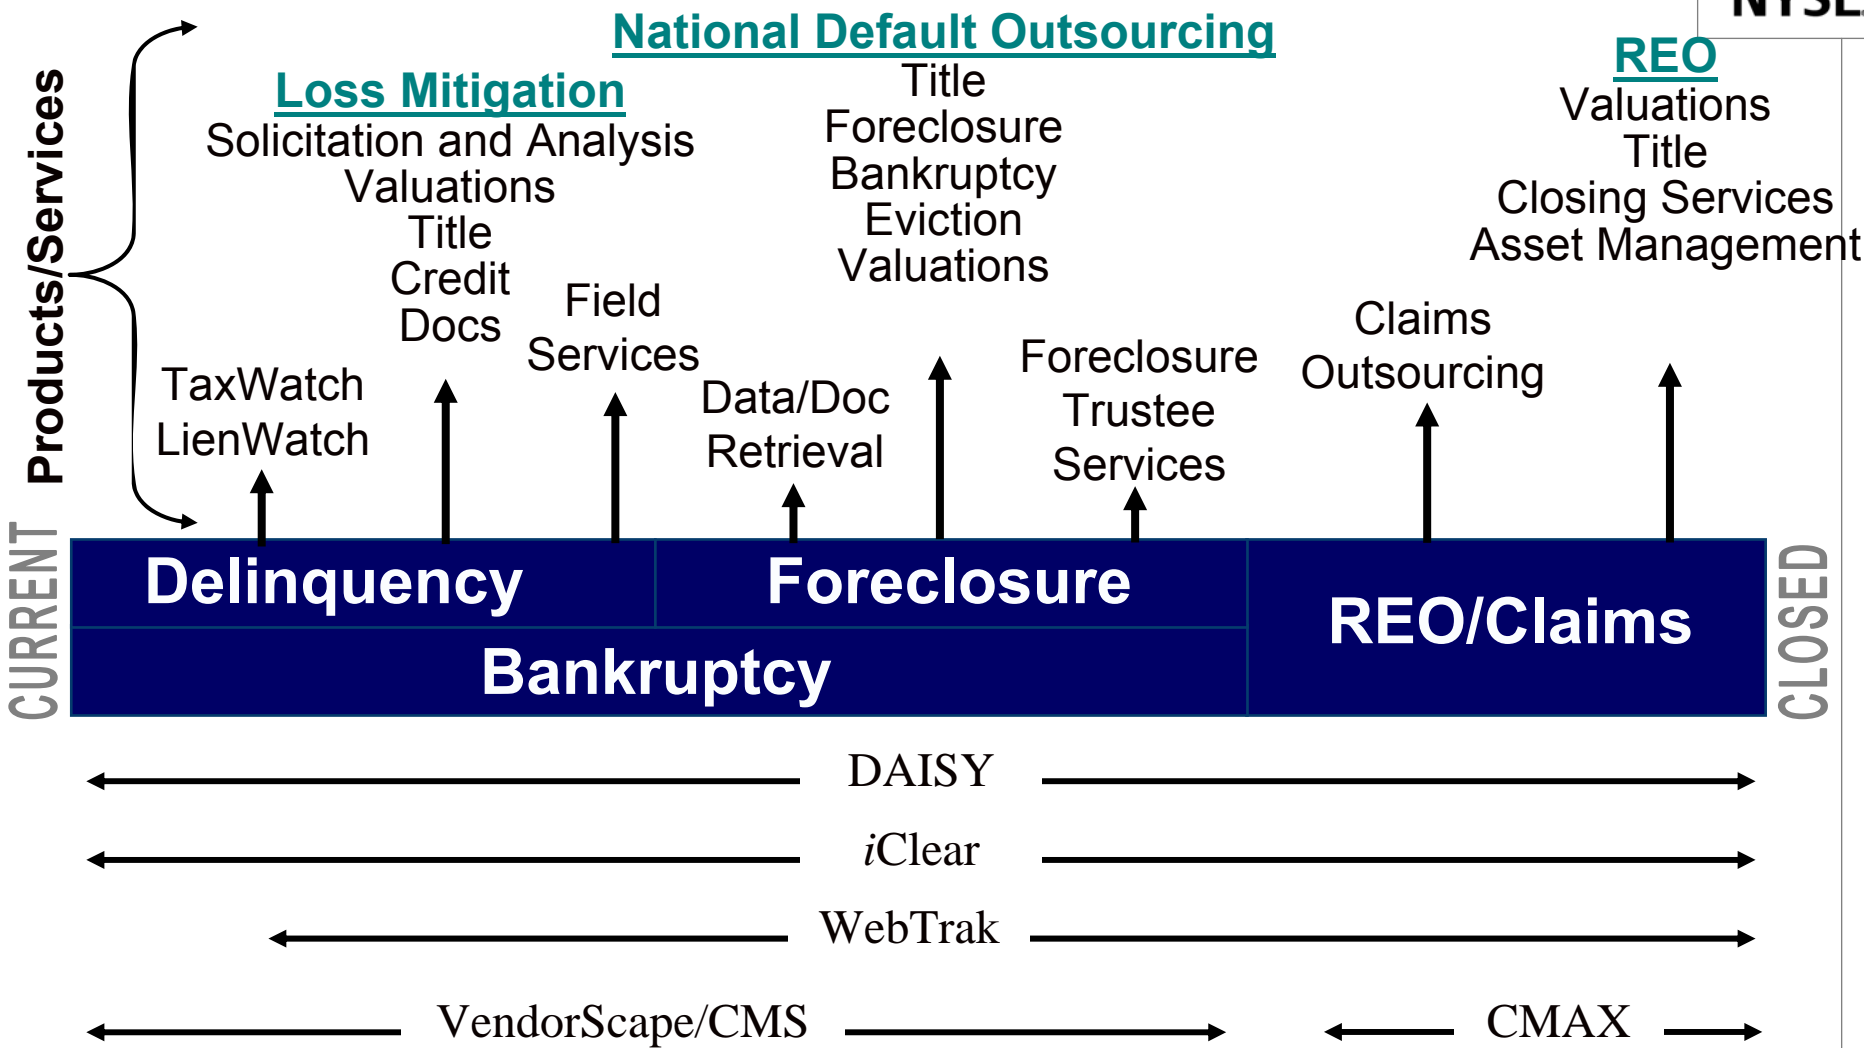 National Default Outsourcing
Title
Foreclosure
Bankruptcy
Eviction
Valuations
Loss Mitigation
Solicitation and Analysis
Valuations
Title
Credit
Docs
REO
Valuations
Title
Closing Services
Asset Management
Products/Services
TaxWatch
LienWatch
Field
Services
Data/Doc
Retrieval
Foreclosure
Trustee
Services
Claims
Outsourcing
CURRENT
Delinquency
Foreclosure
REO/Claims
Bankruptcy
CLOSED
DAISY
iClear
WebTrak
VendorScape/CMS
CMAX